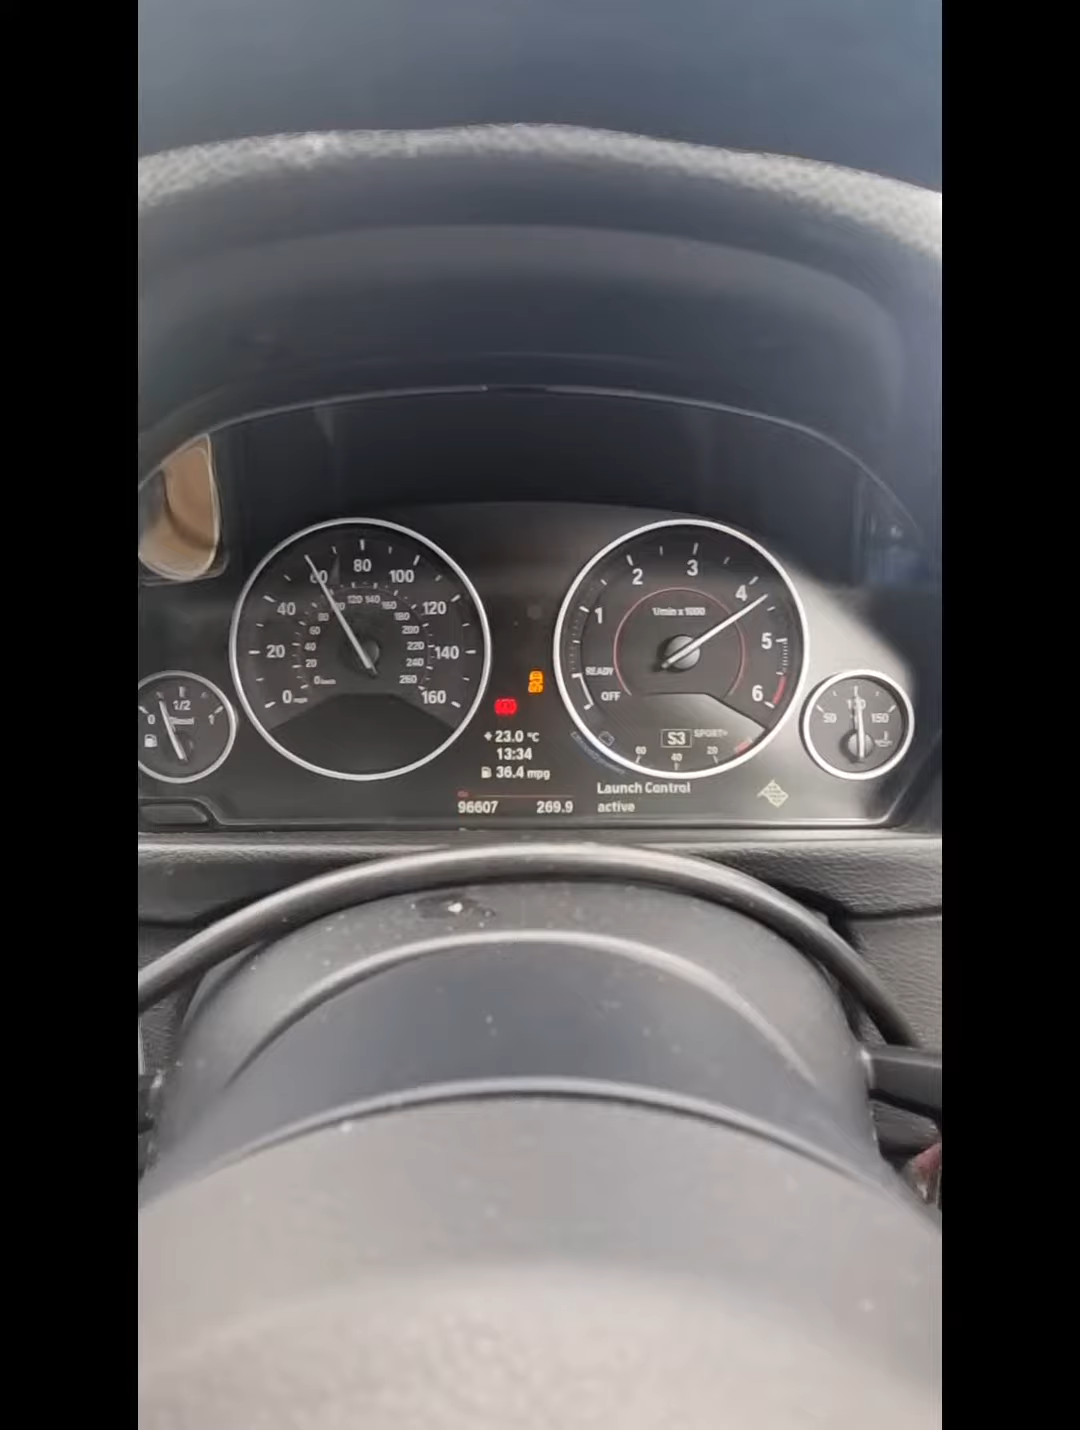 80
60 100
40 120
20 140
0 mph 160
120 140
160
80 180
60 200
40 220
20 240
0 260
1/2
0 Diesel 1
+23.0 °C
13:34
36.4 mpg
96607 269.9
3
2 4
1 1/min x 1000 5
READY
OFF 6
S3 SPORT+
60 40 20
Launch Control
active
100
50 150